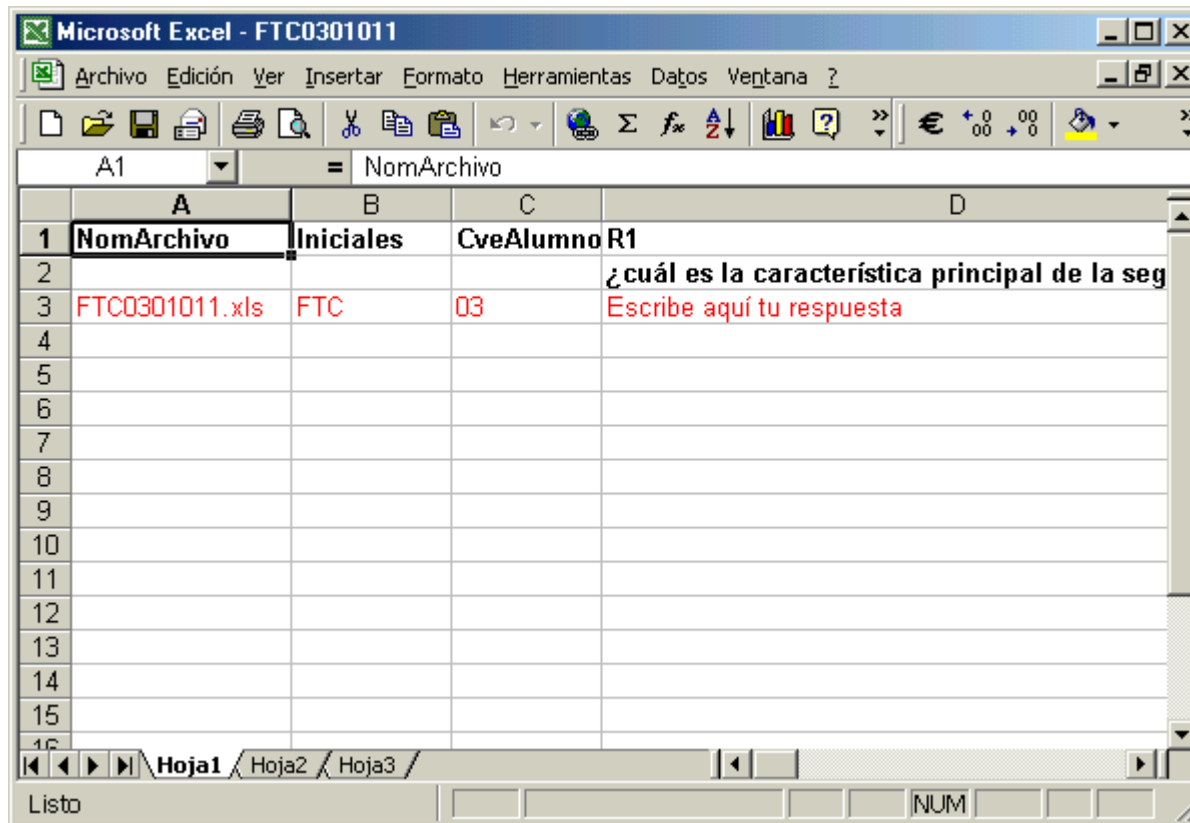 Microsoft Excel - FTC0301011
Archivo Edición Ver Insertar Formato Herramientas Datos Ventana ?
A1 = NomArchivo
A B C D
1 NomArchivo Iniciales CveAlumno R1
2 ¿cuál es la característica principal de la seg
3 FTC0301011.xls FTC 03 Escribe aquí tu respuesta
4
5
6
7
8
9
10
11
12
13
14
15
16
Hoja1 Hoja2 Hoja3
Listo NUM